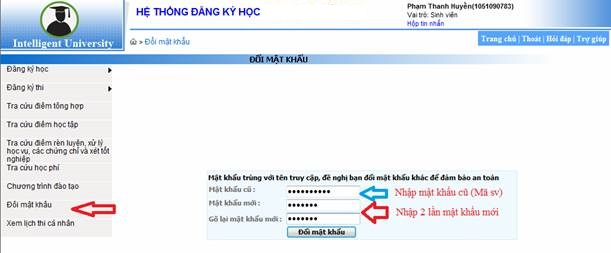 HỆ THỐNG ĐĂNG KÝ HỌC
Phạm Thanh Huyền(1051090783)
Vai trò: Sinh viên
Hộp tin nhắn
Intelligent University
» Đổi mật khẩu
Trang chủ | Thoát | Hỏi đáp | Trợ giúp
ĐỔI MẬT KHẨU
Đăng ký học
Đăng ký thi
Tra cứu điểm tổng hợp
Tra cứu điểm học tập
Tra cứu điểm rèn luyện, xử lý
học vụ, các chứng chỉ và xét tốt
nghiệp
Tra cứu học phí
Chương trình đào tạo
Đổi mật khẩu
Xem lịch thi cá nhân
Mật khẩu trùng với tên truy cập, đề nghị bạn đổi mật khẩu khác để đảm bảo an toàn
Mật khẩu cũ : •••••••••• Nhập mật khẩu cũ (Mã sv)
Mật khẩu mới : •••••••
Nhập 2 lần mật khẩu mới
Gõ lại mật khẩu mới : •••••••
Đổi mật khẩu